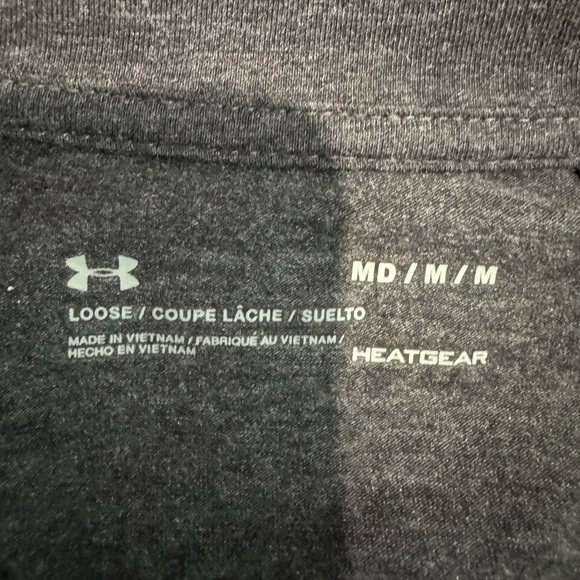 MD / M / M
LOOSE / COUPE LÂCHE / SUELTO
MADE IN VIETNAM / FABRIQUÉ AU VIETNAM /
HECHO EN VIETNAM
HEATGEAR